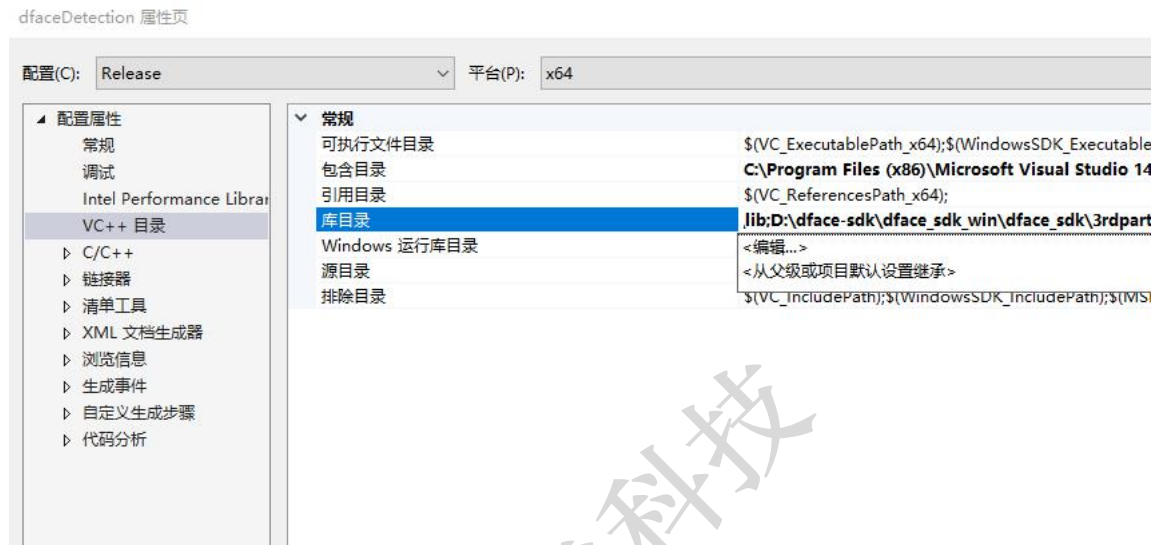 dfaceDetection 属性页
配置(C): Release 平台(P): x64
配置属性
常规
调试
Intel Performance Librar
VC++ 目录
C/C++
链接器
清单工具
XML 文档生成器
浏览信息
生成事件
自定义生成步骤
代码分析
常规
可执行文件目录 $(VC_ExecutablePath_x64);$(WindowsSDK_Executable
包含目录 C:\Program Files (x86)\Microsoft Visual Studio 14
引用目录 $(VC_ReferencesPath_x64);
库目录 lib;D:\dface-sdk\dface_sdk_win\dface_sdk\3rdpart
Windows 运行库目录 <编辑...>
源目录 <从父级或项目默认设置继承>
排除目录 $(VC_IncludePath);$(WindowsSDK_IncludePath);$(MS
科技